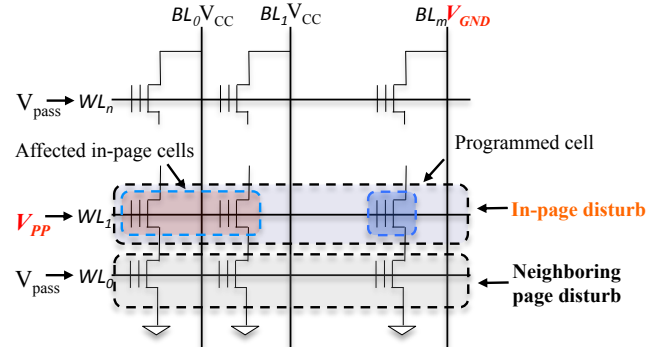 BL0VCC BL1VCC BLmVGND
Vpass WLn
Affected in-page cells
Programmed cell
VPP WL1
In-page disturb
Vpass WL0
Neighboring
page disturb